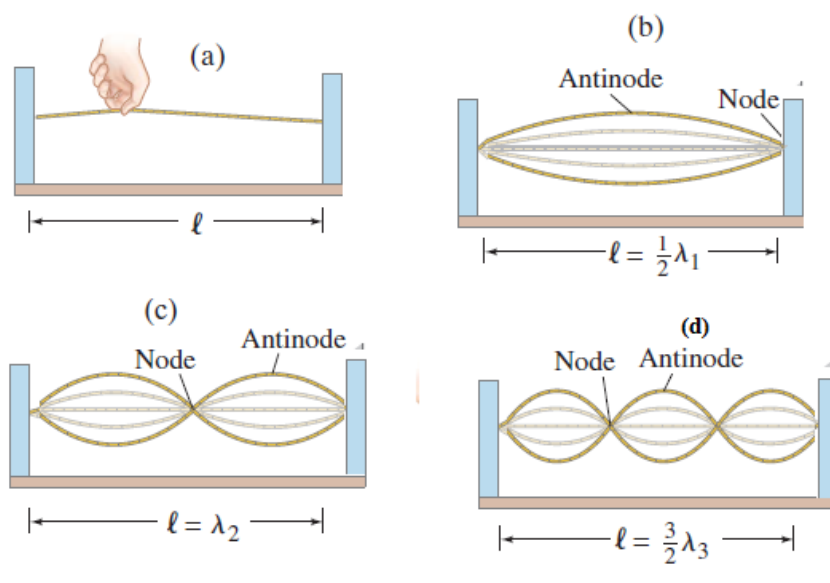 (a)
ℓ
(b)
Antinode
Node
ℓ = 1/2 λ₁
(c)
Node
Antinode
ℓ = λ₂
(d)
Node Antinode
ℓ = 3/2 λ₃